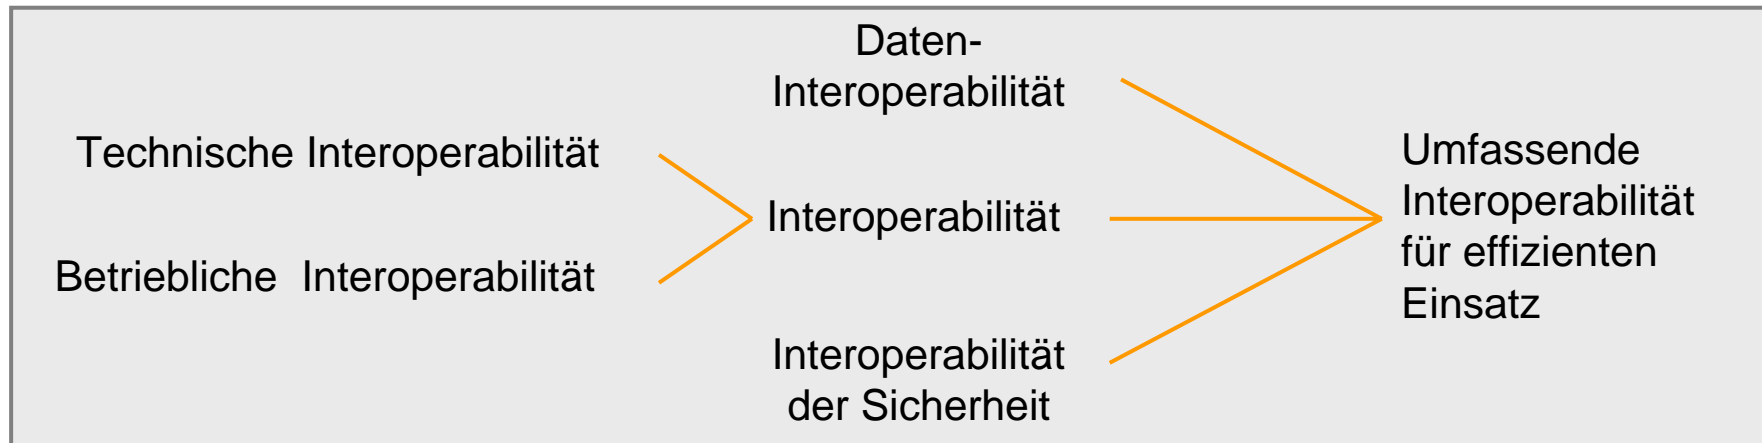 Technische Interoperabilität
Betriebliche  Interoperabilität
Daten-
Interoperabilität
Interoperabilität
Interoperabilität
der Sicherheit
Umfassende
Interoperabilität
für effizienten
Einsatz